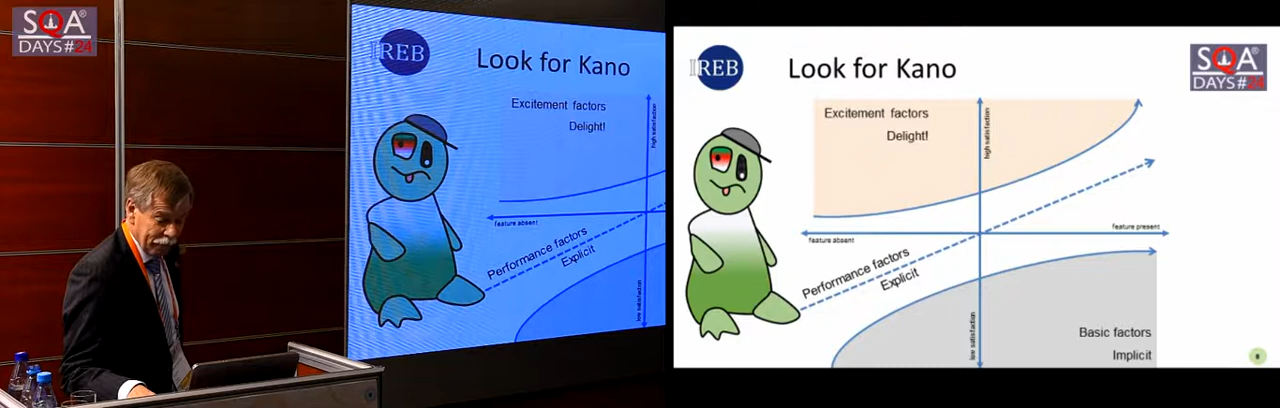 SQA®
DAYS#24
IREB
Look for Kano
Excitement factors
Delight!
high satisfaction
feature absent
Performance factors
Explicit
low satisfaction
IREB
Look for Kano
SQA®
DAYS#24
Excitement factors
Delight!
high satisfaction
feature present
feature absent
Performance factors
Explicit
low satisfaction
Basic factors
Implicit